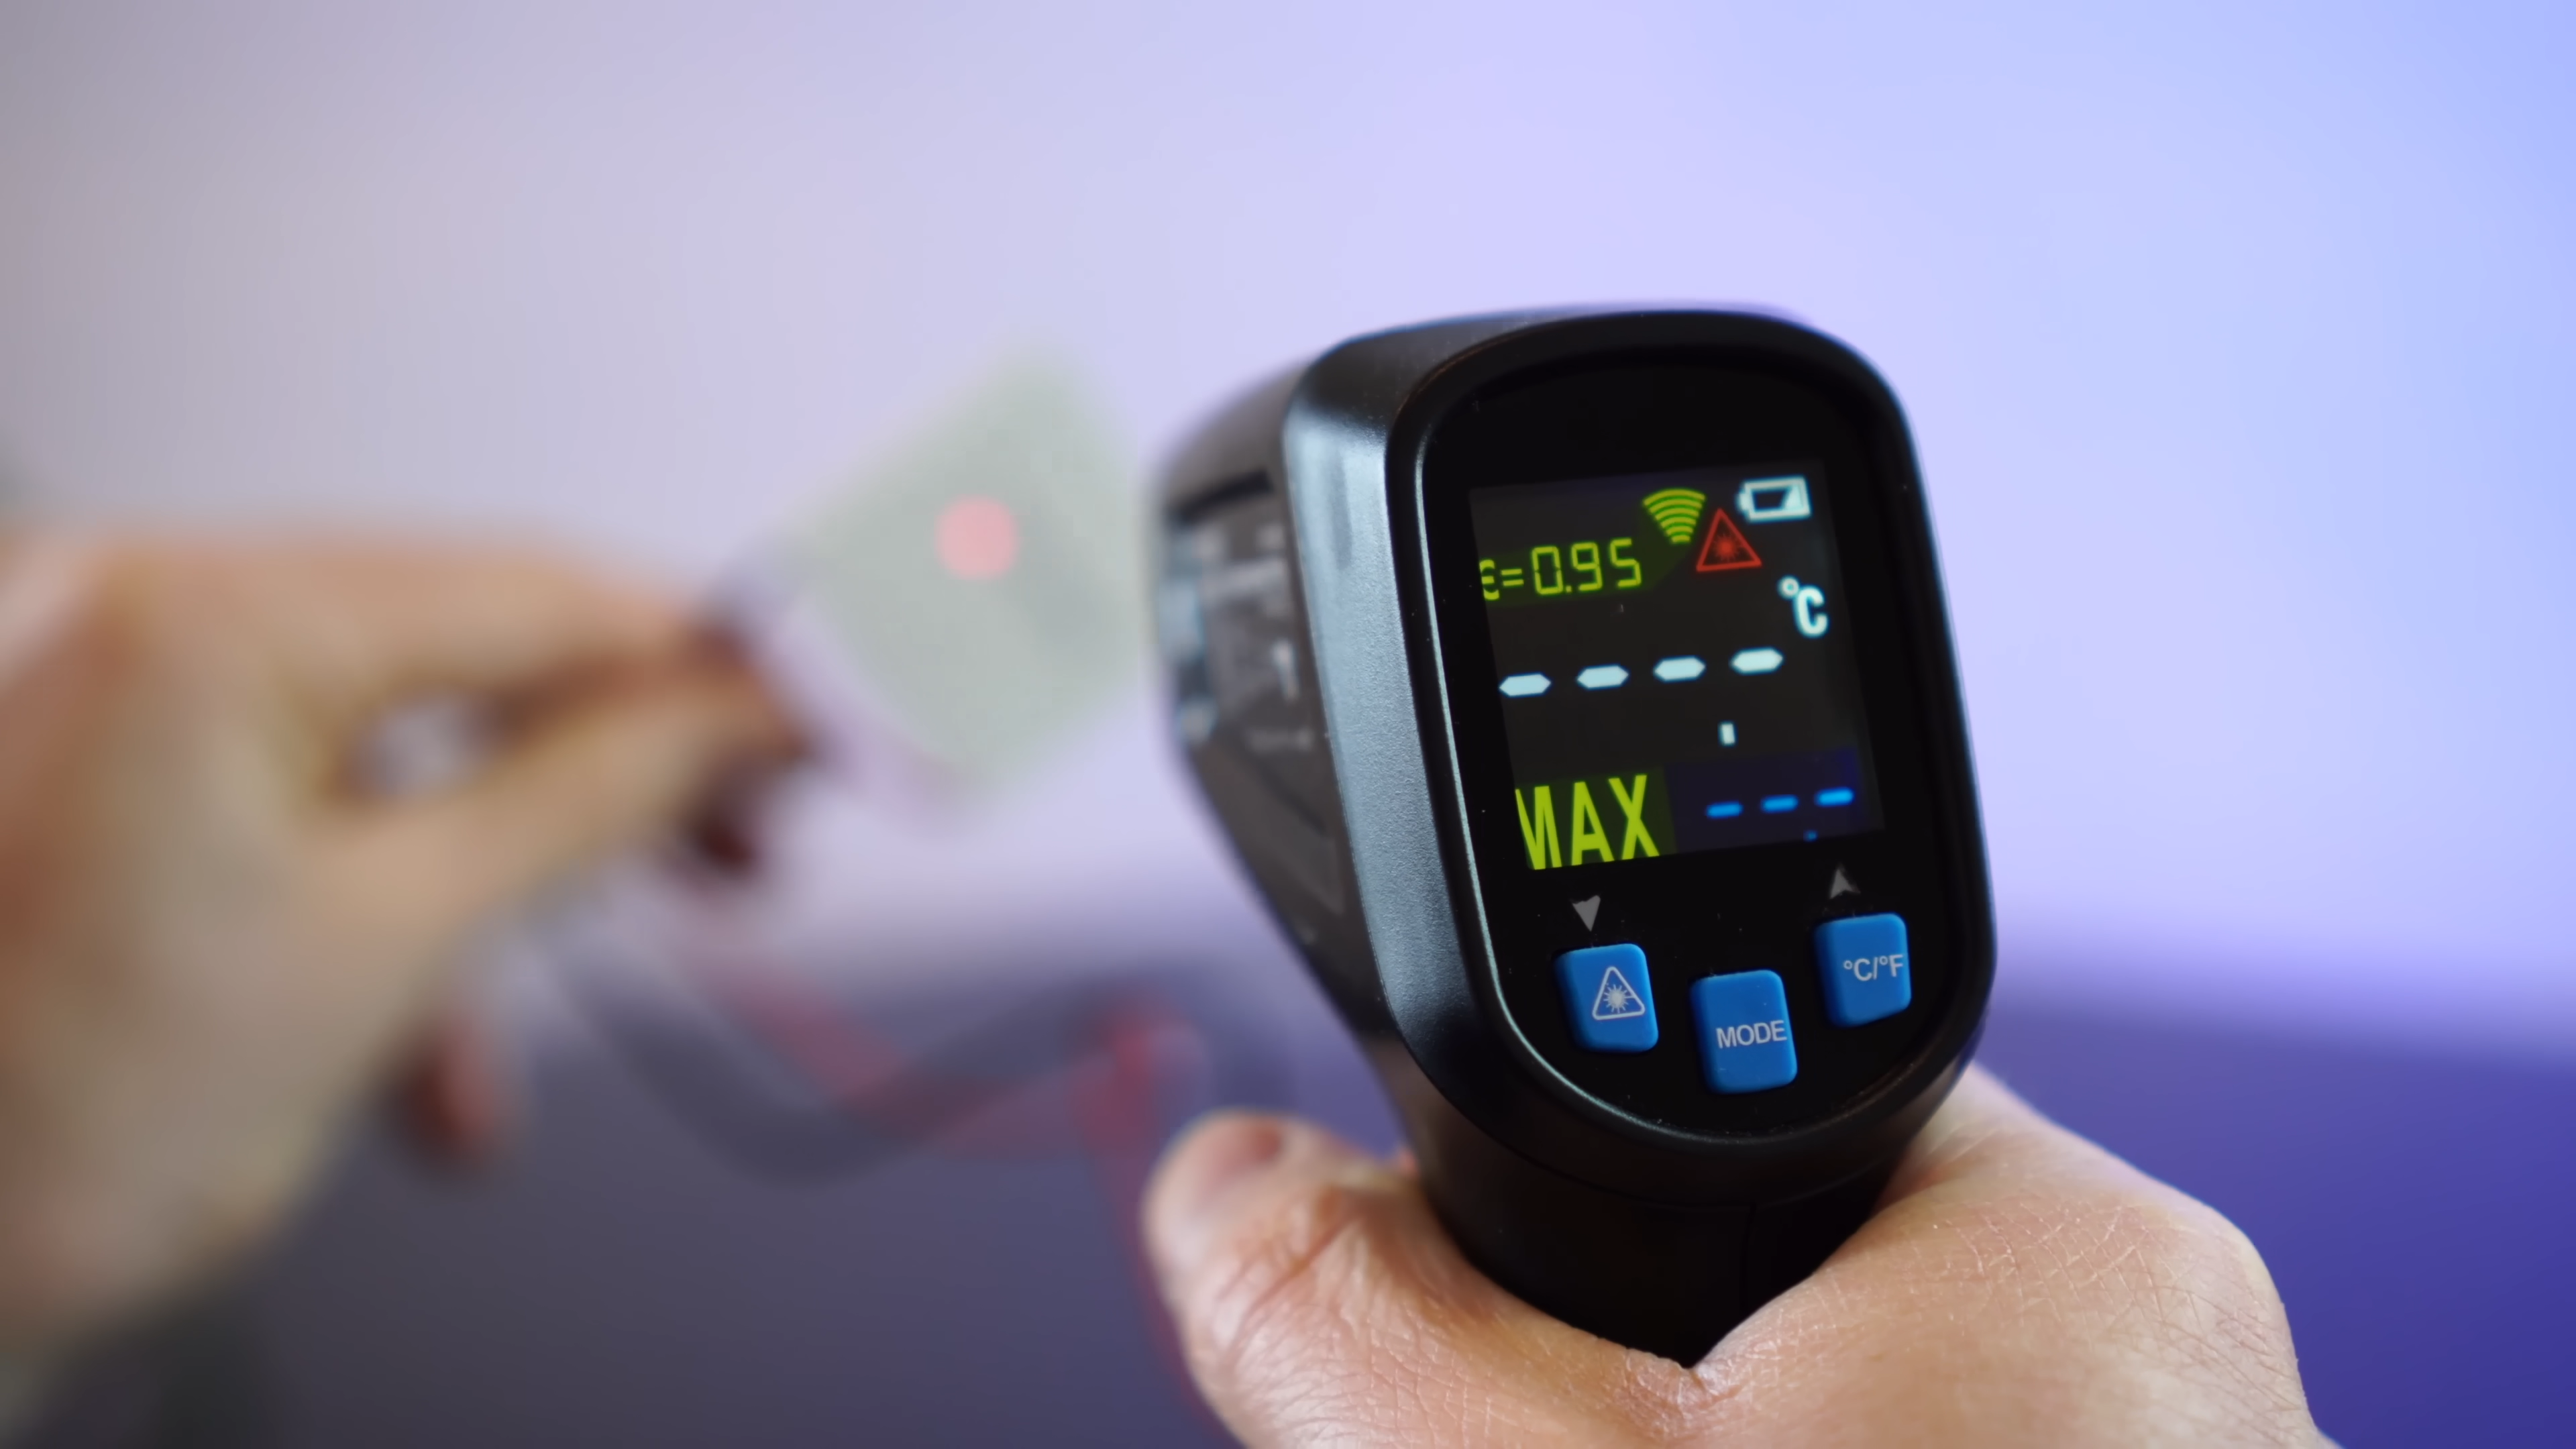 ε=0.95
°C
- - - -
MAX - - -
MODE
°C/°F